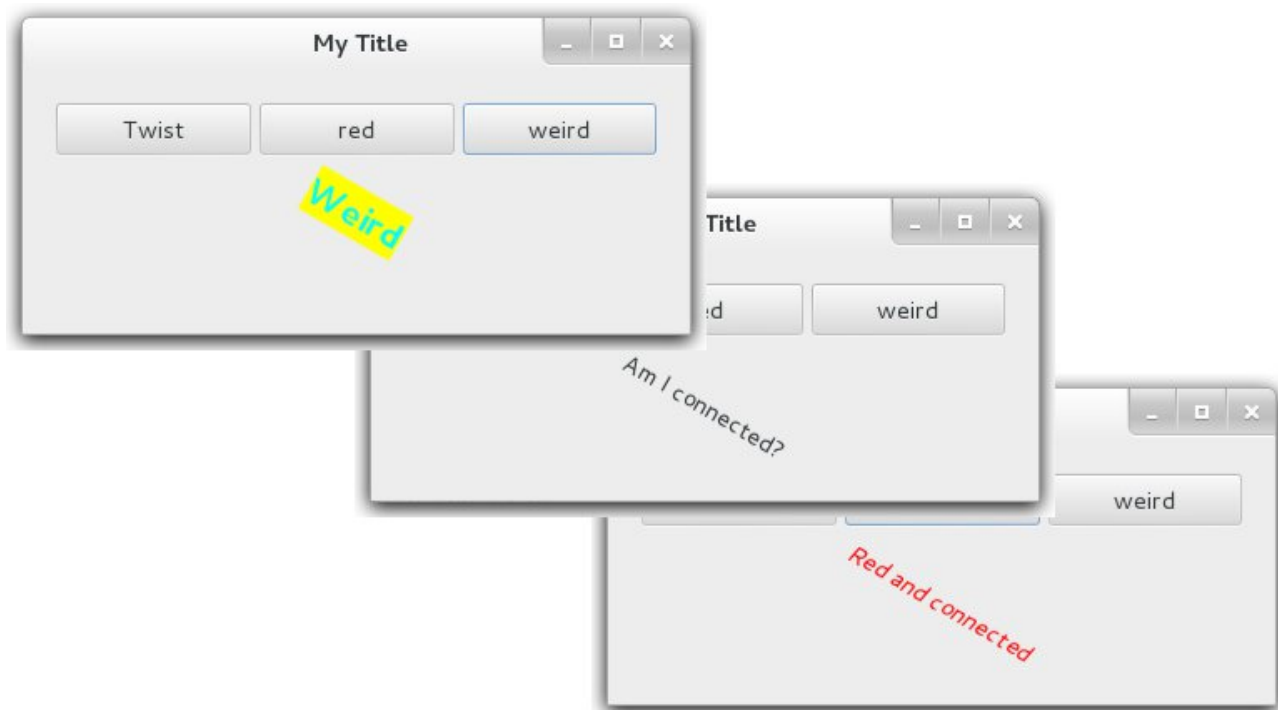 My Title
Twist red weird
Weird
Title
ed weird
Am I connected?
weird
Red and connected